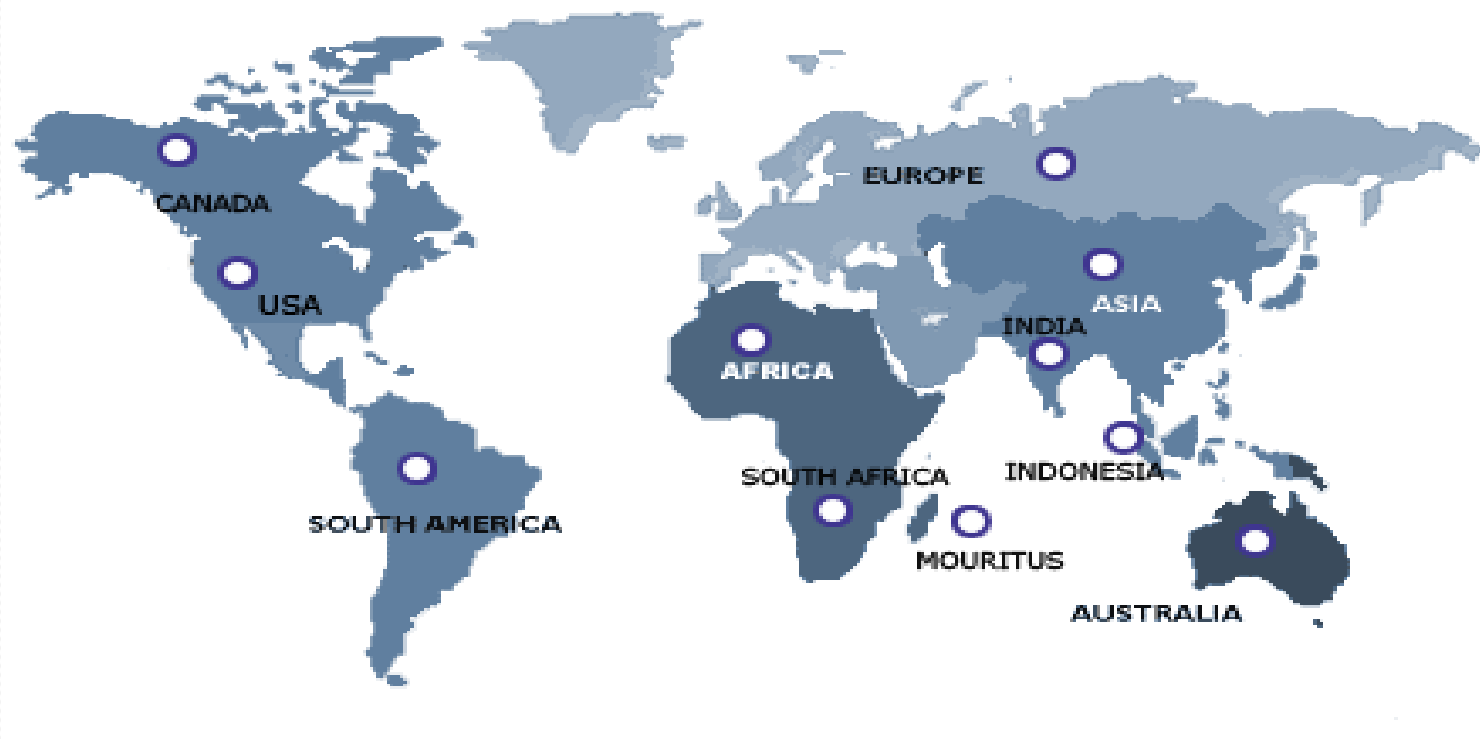 EUROPE
CANADA
USA
ASIA
INDIA
AFRICA
SOUTH AFRICA
INDONESIA
SOUTH AMERICA
MOURITUS
AUSTRALIA